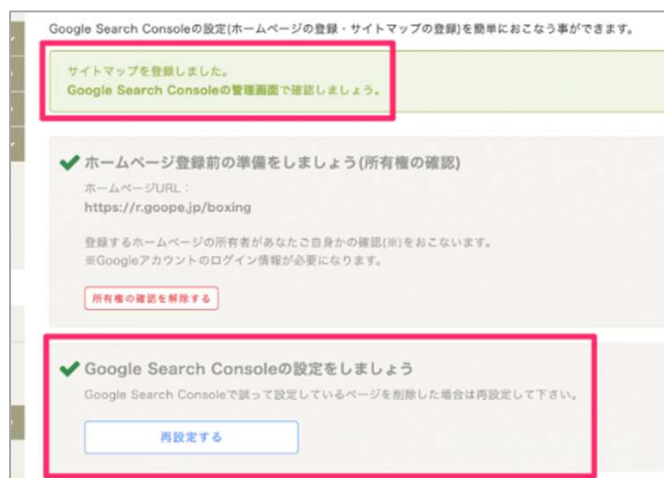 Google Search Consoleの設定(ホームページの登録・サイトマップの登録)を簡単におこなう事ができます。
サイトマップを登録しました。
Google Search Consoleの管理画面で確認しましょう。
ホームページ登録前の準備をしましょう(所有権の確認)
ホームページURL：
https://r.goope.jp/boxing
登録するホームページの所有者があなたご自身かの確認(※)をおこないます。
※Googleアカウントのログイン情報が必要になります。
所有権の確認を解除する
Google Search Consoleの設定をしましょう
Google Search Consoleで誤って設定しているページを削除した場合は再設定して下さい。
再設定する